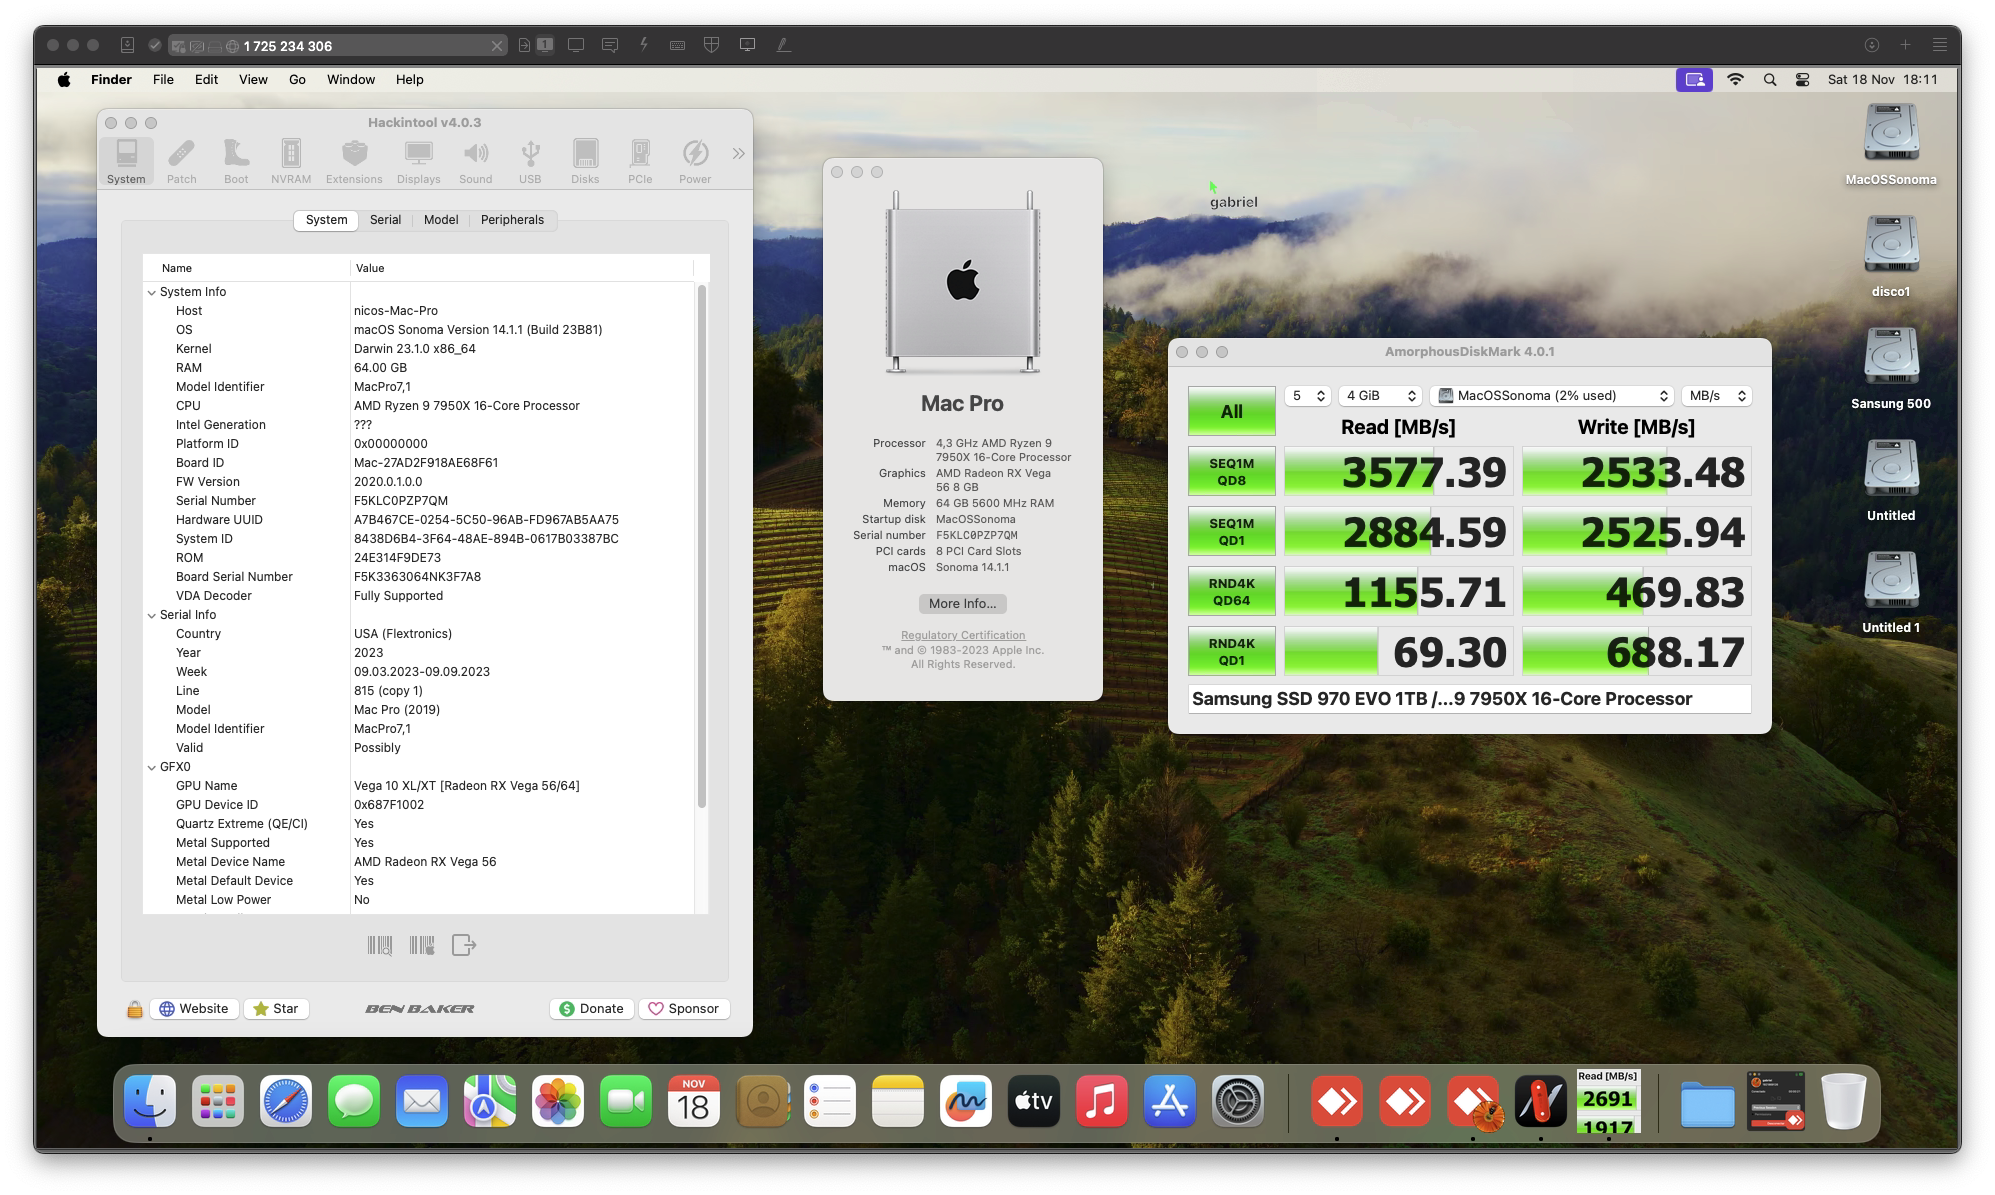 1 725 234 306
1
Finder File Edit View Go Window Help
Sat 18 Nov 18:11
Hackintool v4.0.3
System Patch Boot NVRAM Extensions Displays Sound USB Disks PCIe Power
System Serial Model Peripherals
Name Value
System Info
Host nicos-Mac-Pro
OS macOS Sonoma Version 14.1.1 (Build 23B81)
Kernel Darwin 23.1.0 x86_64
RAM 64.00 GB
Model Identifier MacPro7,1
CPU AMD Ryzen 9 7950X 16-Core Processor
Intel Generation ???
Platform ID 0x00000000
Board ID Mac-27AD2F918AE68F61
FW Version 2020.0.1.0.0
Serial Number F5KLC0PZP7QM
Hardware UUID A7B467CE-0254-5C50-96AB-FD967AB5AA75
System ID 8438D6B4-3F64-48AE-894B-0617B03387BC
ROM 24E314F9DE73
Board Serial Number F5K3363064NK3F7A8
VDA Decoder Fully Supported
Serial Info
Country USA (Flextronics)
Year 2023
Week 09.03.2023-09.09.2023
Line 815 (copy 1)
Model Mac Pro (2019)
Model Identifier MacPro7,1
Valid Possibly
GFX0
GPU Name Vega 10 XL/XT [Radeon RX Vega 56/64]
GPU Device ID 0x687F1002
Quartz Extreme (QE/CI) Yes
Metal Supported Yes
Metal Device Name AMD Radeon RX Vega 56
Metal Default Device Yes
Metal Low Power No
Website Star BEN BAKER Donate Sponsor
Mac Pro
Processor 4,3 GHz AMD Ryzen 9
7950X 16-Core Processor
Graphics AMD Radeon RX Vega
56 8 GB
Memory 64 GB 5600 MHz RAM
Startup disk MacOSSonoma
Serial number F5KLC0PZP7QM
PCI cards 8 PCI Card Slots
macOS Sonoma 14.1.1
More Info...
Regulatory Certification
™ and © 1983-2023 Apple Inc.
All Rights Reserved.
gabriel
AmorphousDiskMark 4.0.1
All 5 4 GiB MacOSSonoma (2% used) MB/s
Read [MB/s] Write [MB/s]
SEQ1M
QD8 3577.39 2533.48
SEQ1M
QD1 2884.59 2525.94
RND4K
QD64 1155.71 469.83
RND4K
QD1 69.30 688.17
Samsung SSD 970 EVO 1TB /...9 7950X 16-Core Processor
MacOSSonoma
disco1
Sansung 500
Untitled
Untitled 1
NOV
18
tv
Read [MB/s]
2691
1917